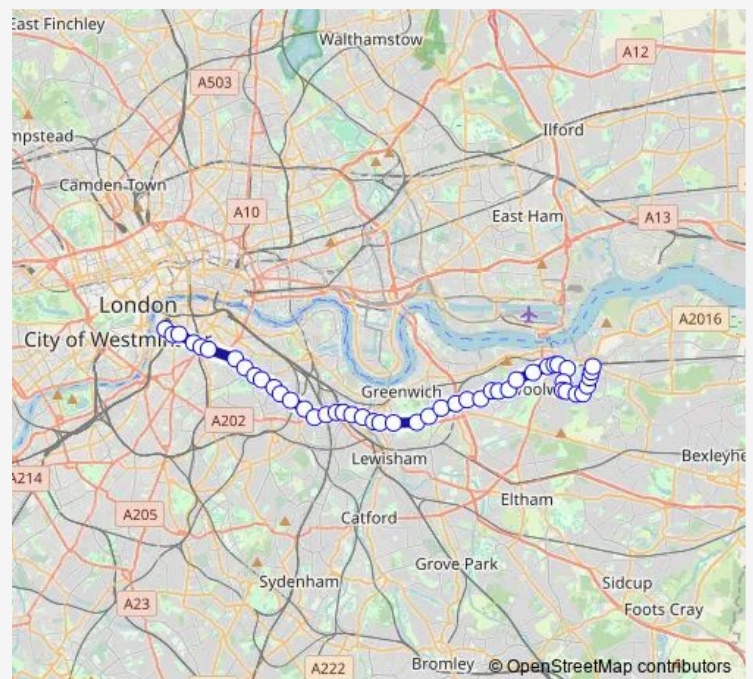 East Finchley
Walthamstow
A12
A503
mpstead
Ilford
Camden Town
A10
East Ham
A13
London
City of Westmin
A2016
Greenwich
oolw
A202
Lewisham
Bexleyhe
A214
Eltham
A205
Catford
Grove Park
Sydenham
Sidcup
A23
Foots Cray
A222
Bromley
© OpenStreetMap contributors